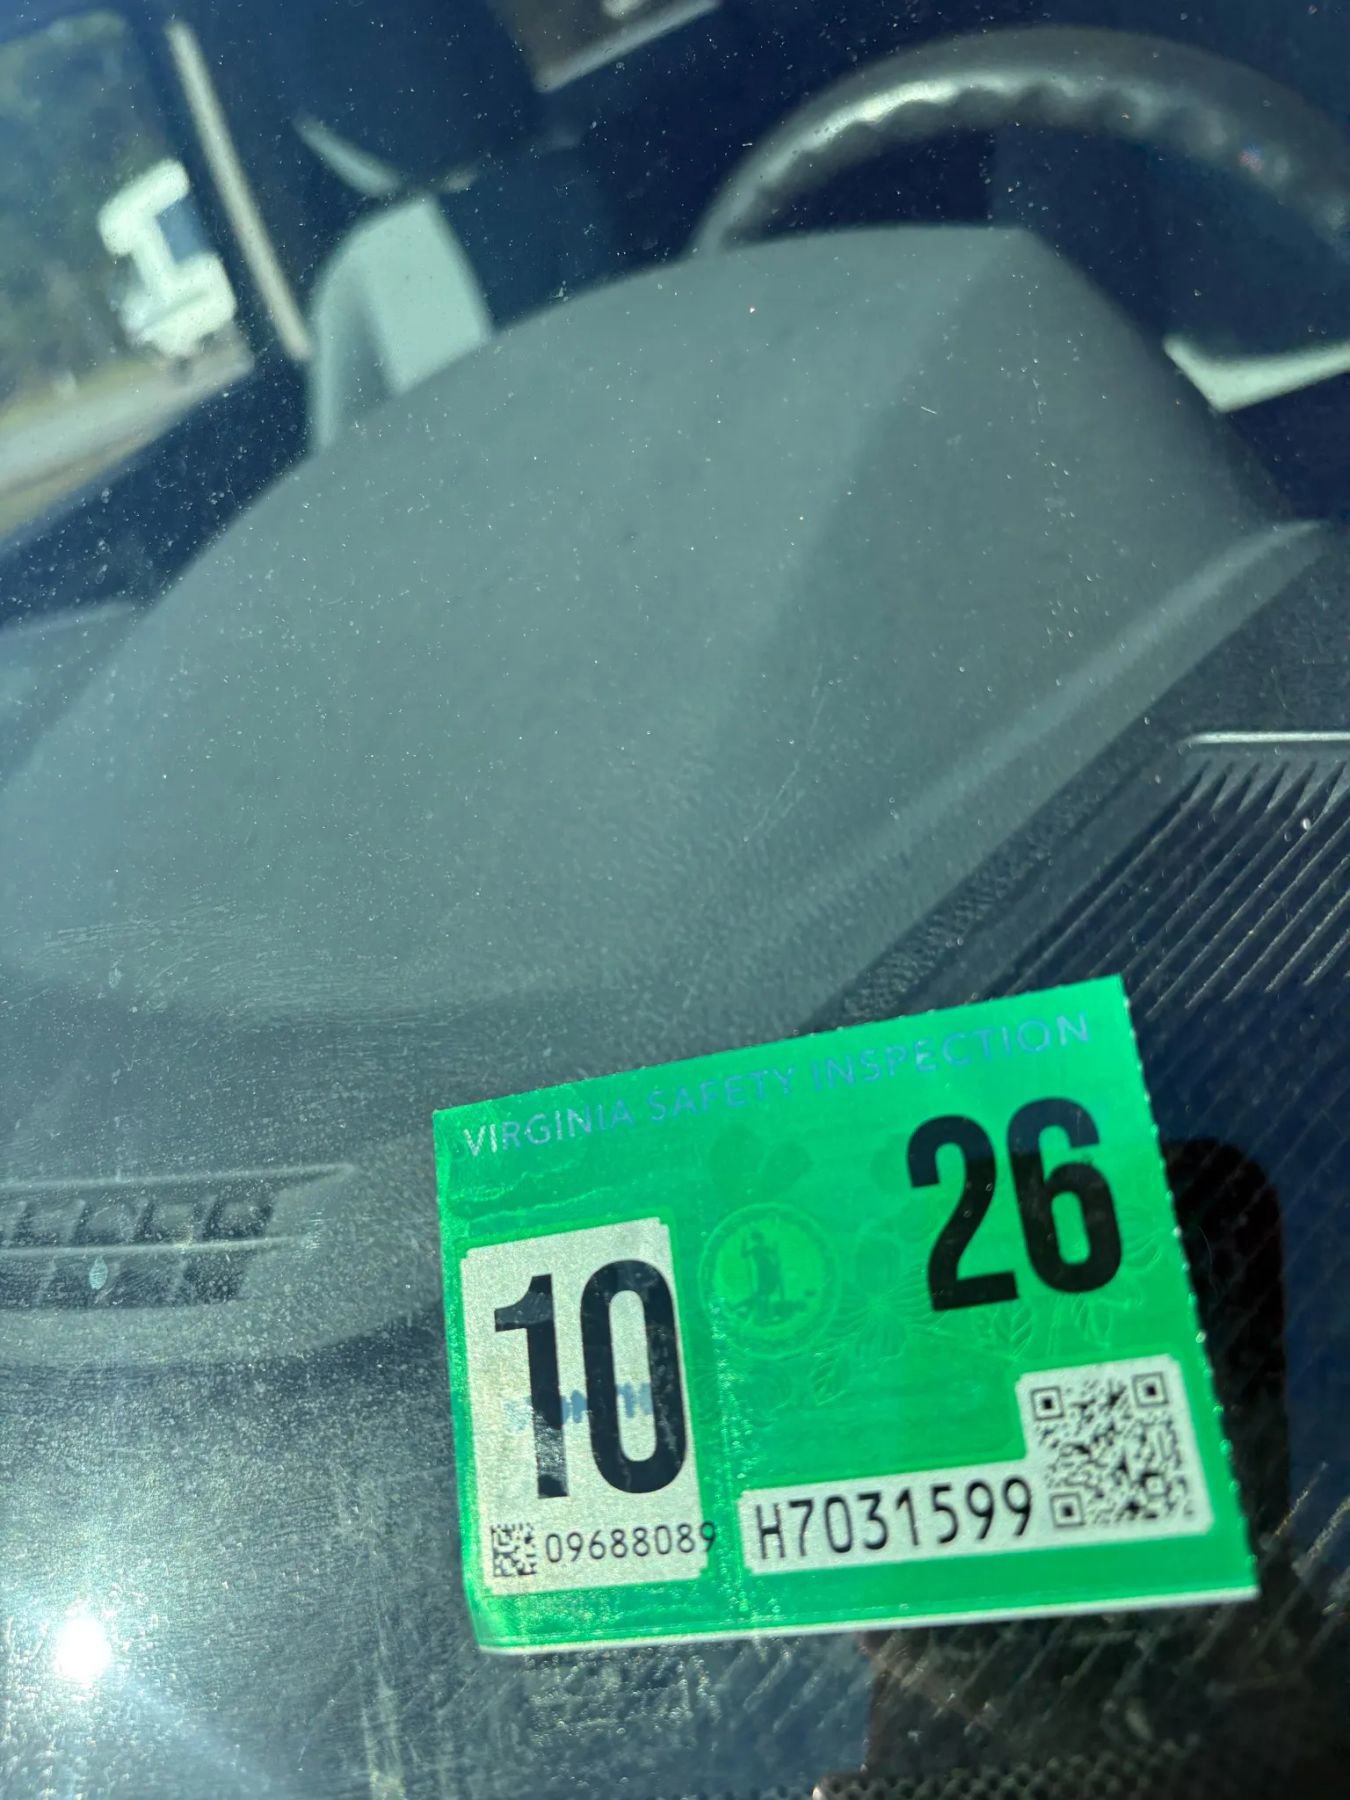 VIRGINIA SAFETY INSPECTION
26
10
H7031599
09688089